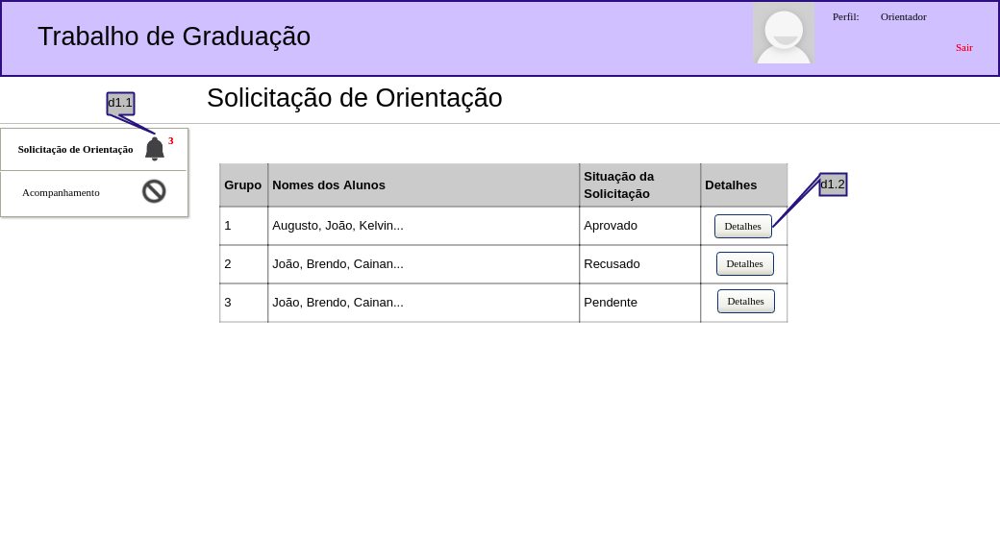 Trabalho de Graduação
Perfil: Orientador
Sair
Solicitação de Orientação
d1.1
Solicitação de Orientação 3
Acompanhamento
Grupo Nomes dos Alunos Situação da Solicitação Detalhes
1 Augusto, João, Kelvin... Aprovado Detalhes
2 João, Brendo, Cainan... Recusado Detalhes
3 João, Brendo, Cainan... Pendente Detalhes
d1.2